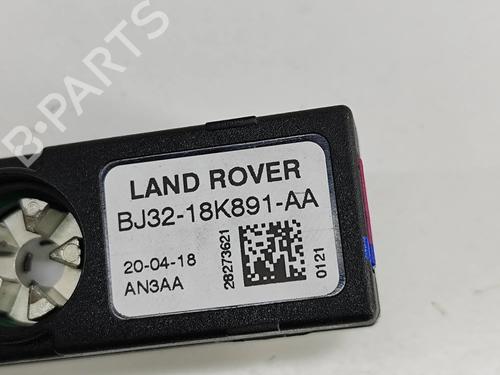 B-PARTS
LAND ROVER
BJ32-18K891-AA
20-04-18
AN3AA
28273621
0121